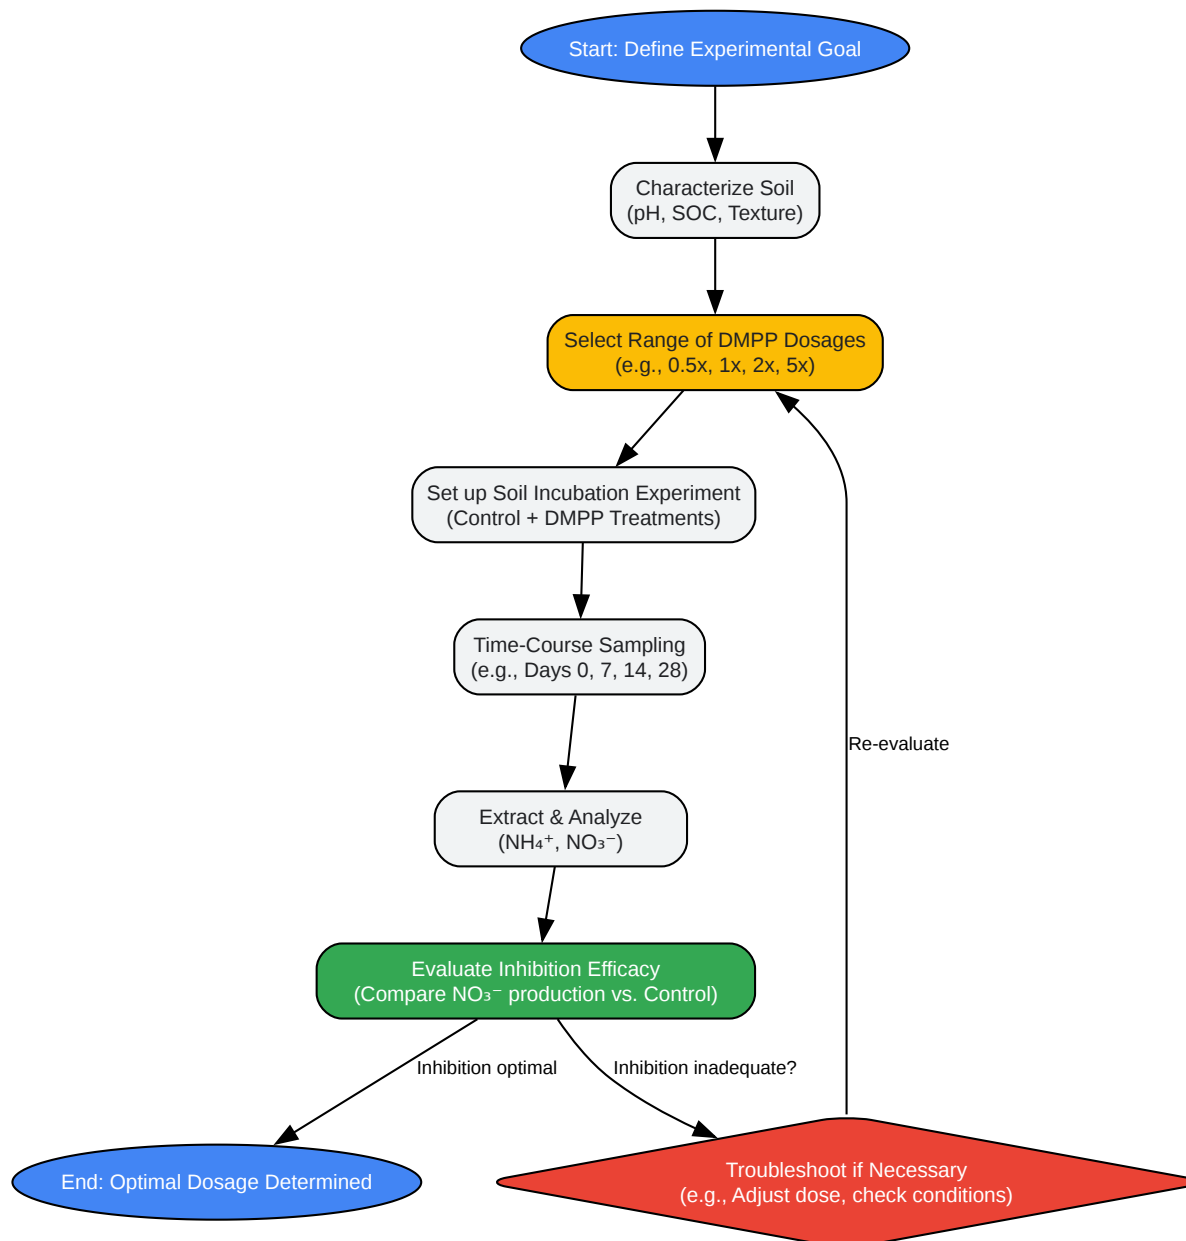 Start: Define Experimental Goal
Characterize Soil
(pH, SOC, Texture)
Select Range of DMPP Dosages
(e.g., 0.5x, 1x, 2x, 5x)
Set up Soil Incubation Experiment
(Control + DMPP Treatments)
Time-Course Sampling
(e.g., Days 0, 7, 14, 28)
Re-evaluate
Extract & Analyze
(NH₄⁺, NO₃⁻)
Evaluate Inhibition Efficacy
(Compare NO₃⁻ production vs. Control)
Inhibition optimal
Inhibition inadequate?
End: Optimal Dosage Determined
Troubleshoot if Necessary
(e.g., Adjust dose, check conditions)